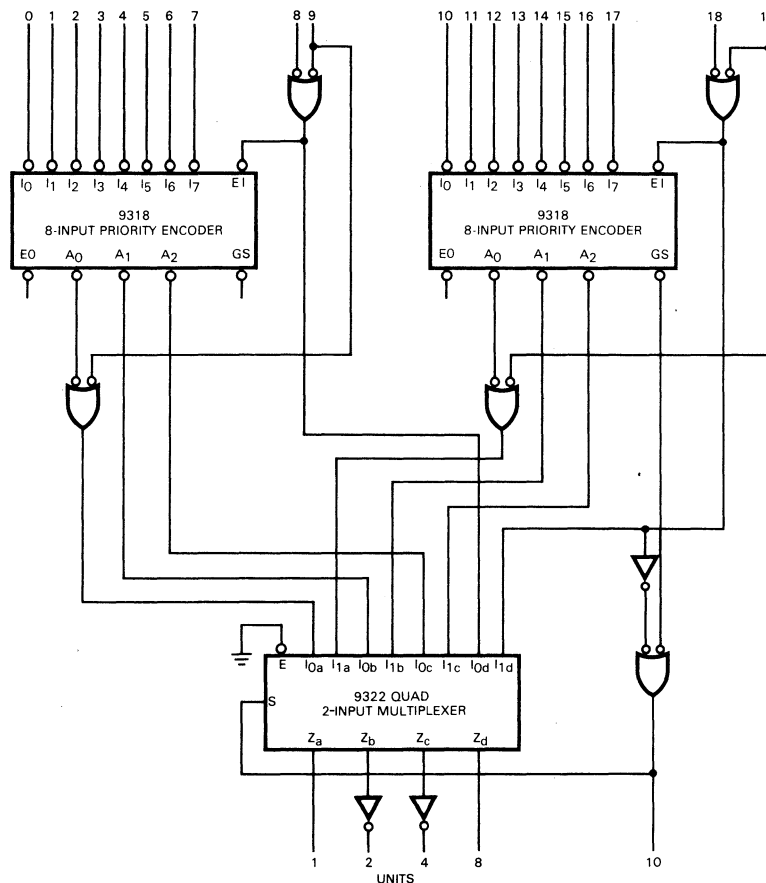 0 1 2 3 4 5 6 7 8 9 10 11 12 13 14 15 16 17 18
I0 I1 I2 I3 I4 I5 I6 I7 EI
9318
8-INPUT PRIORITY ENCODER
EO A0 A1 A2 GS
I0 I1 I2 I3 I4 I5 I6 I7 EI
9318
8-INPUT PRIORITY ENCODER
EO A0 A1 A2 GS
E I0a I1a I0b I1b I0c I1c I0d I1d
S
9322 QUAD
2-INPUT MULTIPLEXER
Za Zb Zc Zd
1 2 4 8 10
UNITS